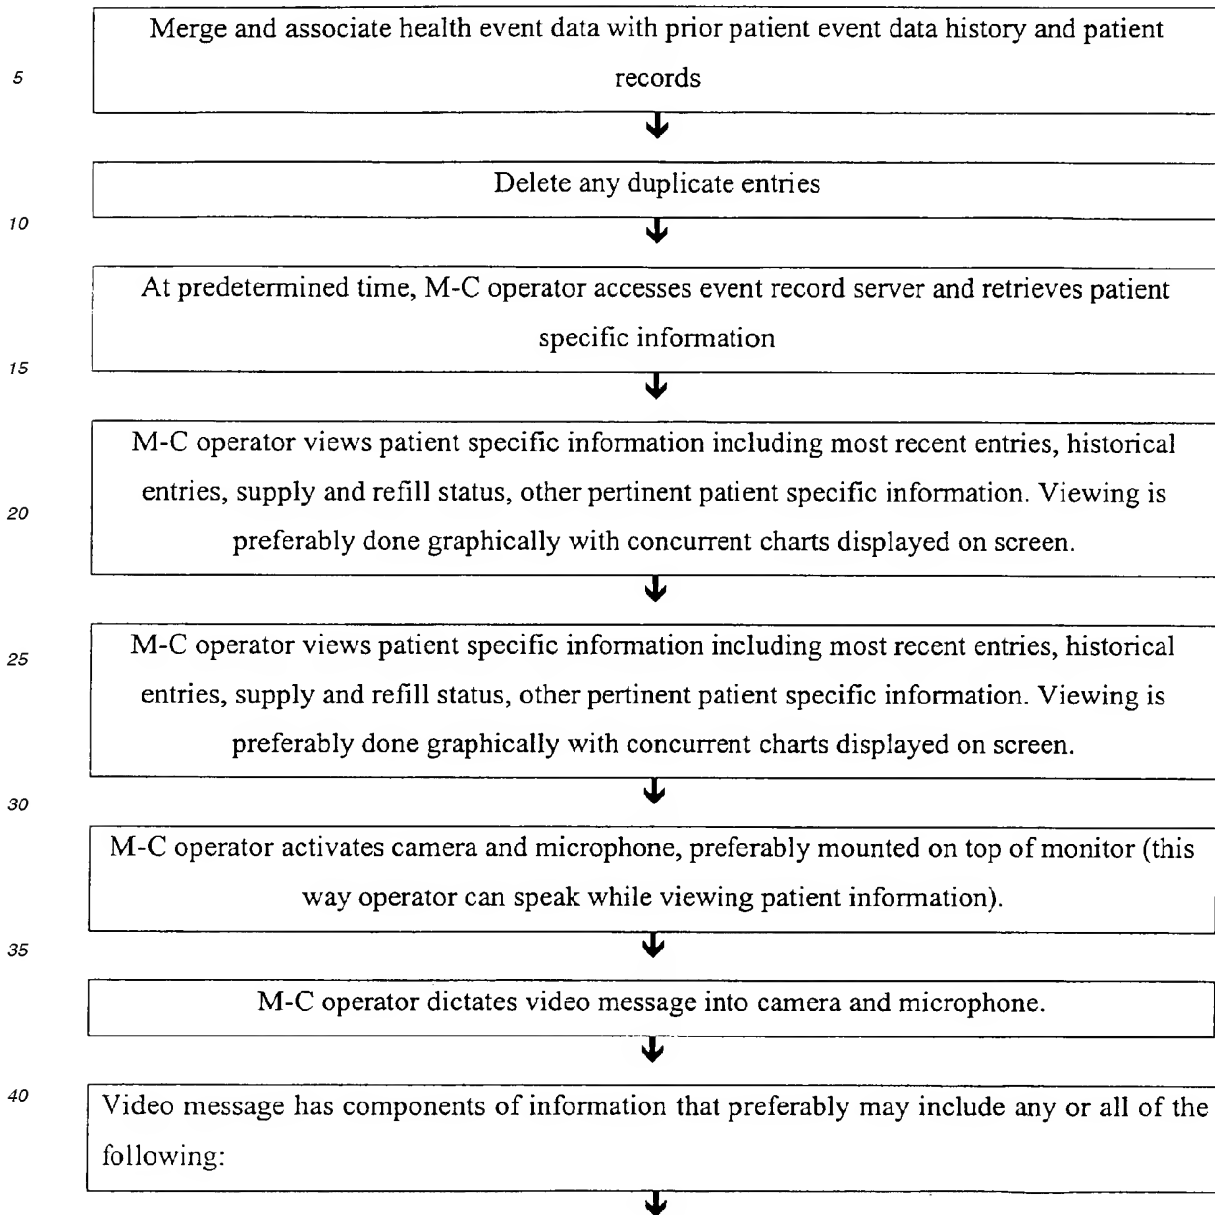 Merge and associate health event data with prior patient event data history and patient
5
records
Delete any duplicate entries
10
At predetermined time, M-C operator accesses event record server and retrieves patient
specific information
15
M-C operator views patient specific information including most recent entries, historical
entries, supply and refill status, other pertinent patient specific information. Viewing is
20
preferably done graphically with concurrent charts displayed on screen.
M-C operator views patient specific information including most recent entries, historical
25
entries, supply and refill status, other pertinent patient specific information. Viewing is
preferably done graphically with concurrent charts displayed on screen.
30
M-C operator activates camera and microphone, preferably mounted on top of monitor (this
way operator can speak while viewing patient information).
35
M-C operator dictates video message into camera and microphone.
40
Video message has components of information that preferably may include any or all of the
following: